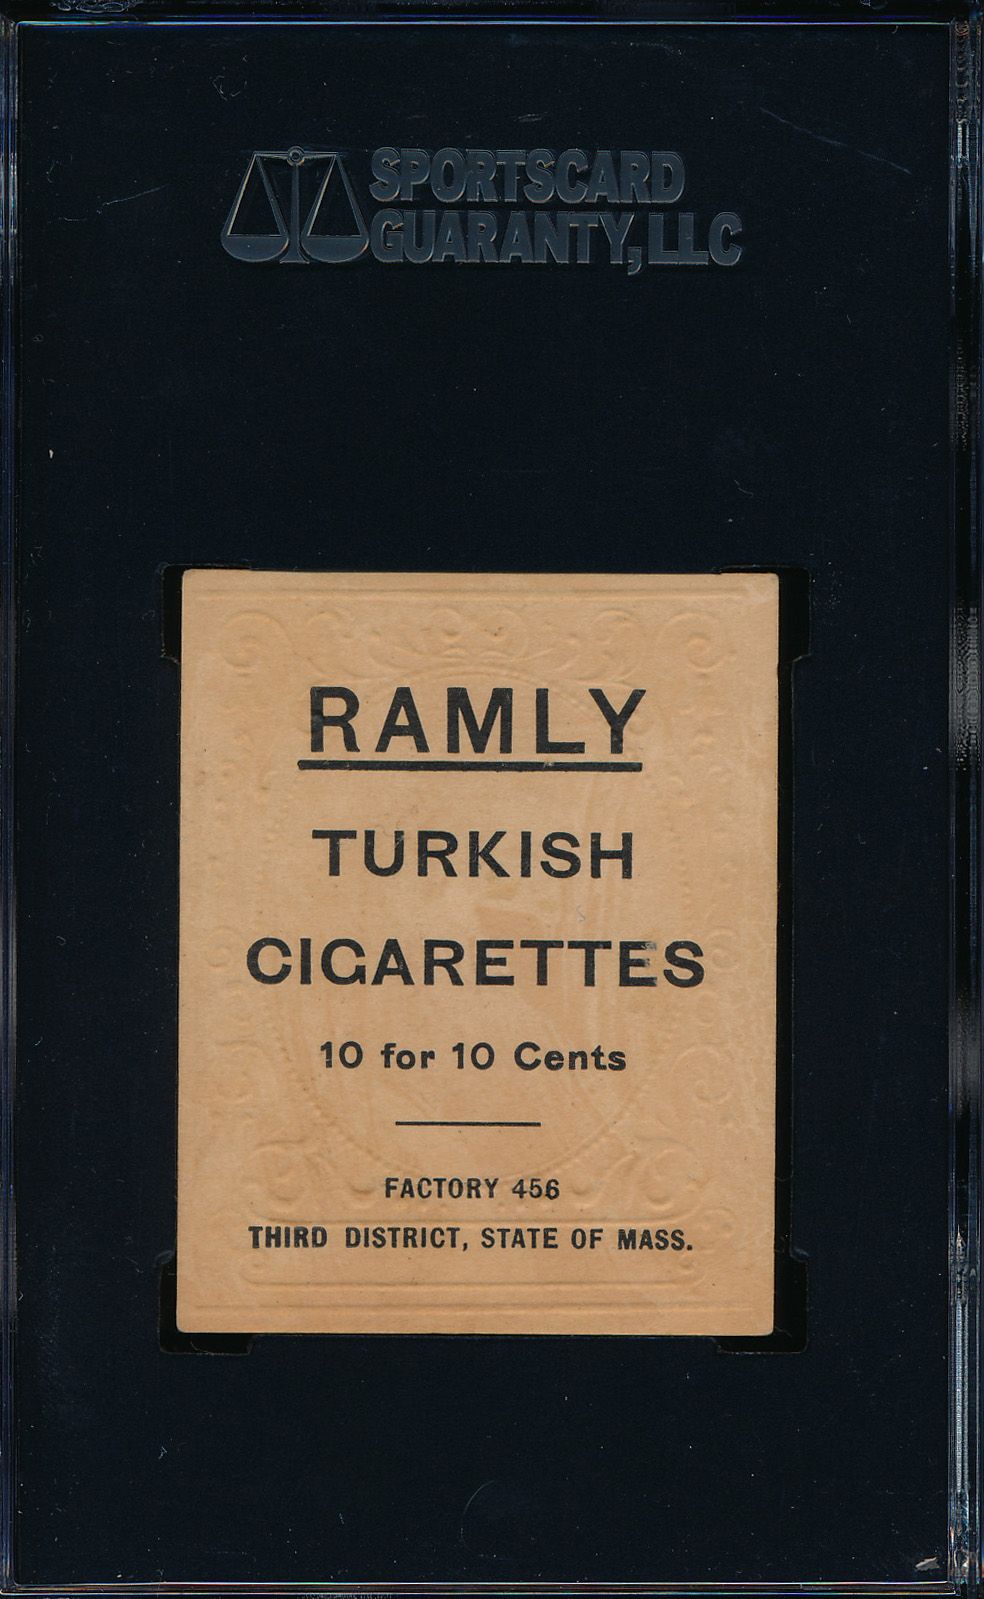 SPORTSCARD
GUARANTY, LLC
RAMLY
TURKISH
CIGARETTES
10 for 10 Cents
FACTORY 456
THIRD DISTRICT, STATE OF MASS.